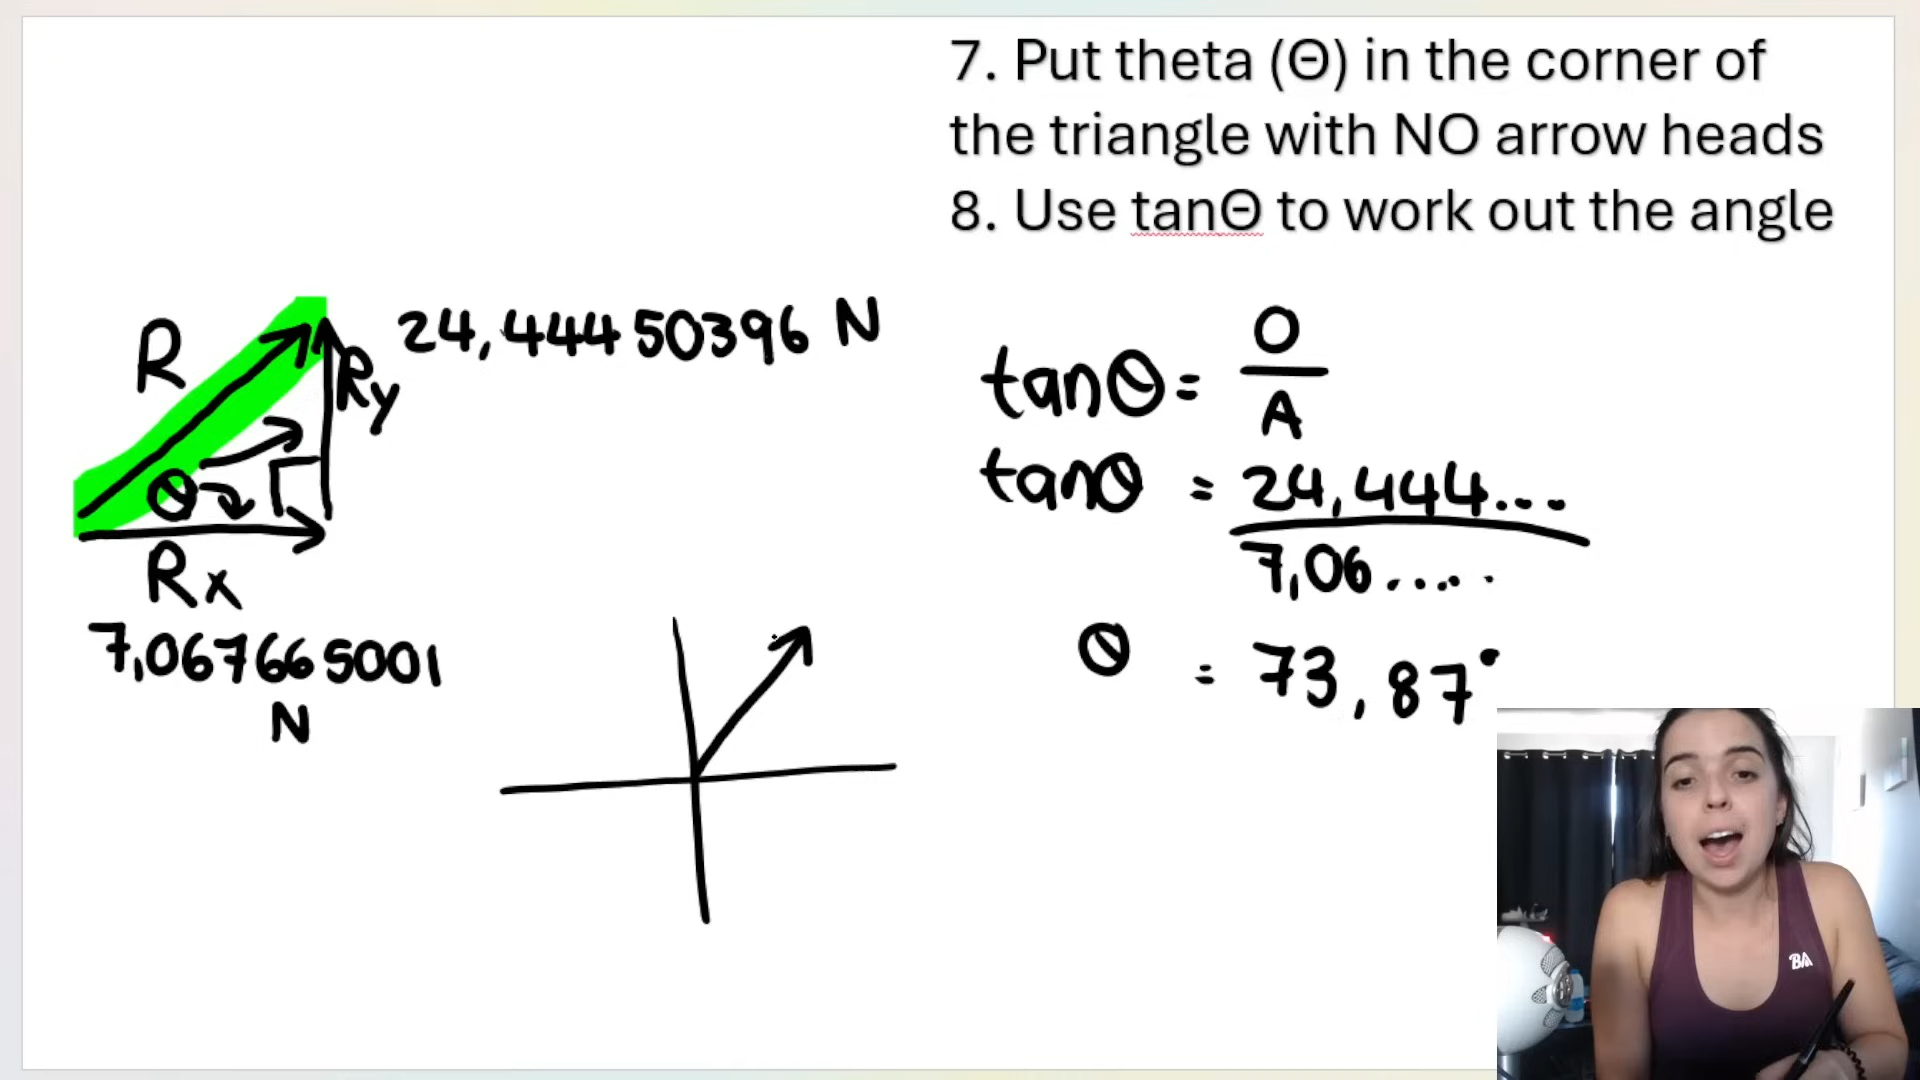 7. Put theta (Θ) in the corner of
the triangle with NO arrow heads
8. Use tanΘ to work out the angle
R
Ry
24,44450396 N
θ
Rx
7,067665001
N
tanθ = O
A
tanθ = 24,444...
7,06.....
θ = 73,87°
BA